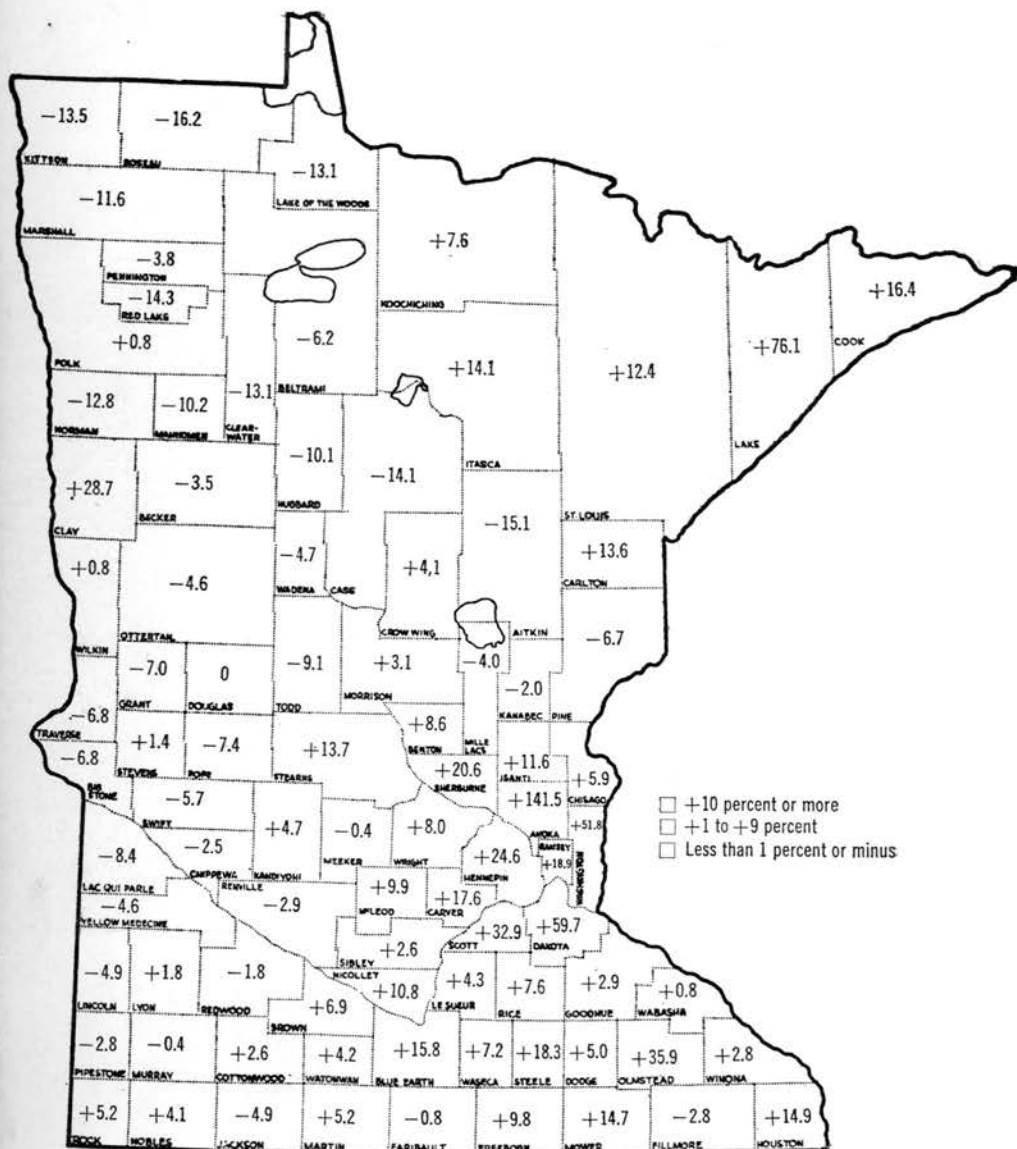 −13.5
KITTSON
−16.2
ROSEAU
−13.1
LAKE OF THE WOODS
−11.6
MARSHALL
+7.6
KOOCHICHING
−3.8
PENNINGTON
−14.3
RED LAKE
+16.4
COOK
+0.8
POLK
−6.2
BELTRAMI
+14.1
ITASCA
+12.4
ST LOUIS
+76.1
LAKE
−12.8
NORMAN
−10.2
MAHNOMEN
−13.1
CLEAR-
WATER
−10.1
HUBBARD
−14.1
CASE
+28.7
CLAY
−3.5
BECKER
−15.1
AITKIN
+13.6
CARLTON
+0.8
WILKIN
−4.6
OTTERTAIL
−4.7
WADENA
+4,1
CROW WING
−6.7
PINE
−7.0
GRANT
0
DOUGLAS
−9.1
TODD
+3.1
MORRISON
−4.0
MILLE
LACS
−2.0
KANABEC
−6.8
TRAVERSE
+1.4
STEVENS
−7.4
POPE
+13.7
STEARNS
+8.6
BENTON
+20.6
SHERBURNE
+11.6
ISANTI
+5.9
CHISAGO
−6.8
BIG
STONE
−5.7
SWIFT
+4.7
KANDIYOHI
−0.4
MEEKER
+8.0
WRIGHT
+141.5
ANOKA
+51.8
WASHINGTON
RAMSEY
+18.9
+24.6
HENNEPIN
−8.4
LAC QUI PARLE
−2.5
CHIPPEWA
RENVILLE
−2.9
+9.9
McLEOD
+17.6
CARVER
+32.9
SCOTT
+59.7
DAKOTA
−4.6
YELLOW MEDECINE
+2.6
SIBLEY
NICOLLET
+10.8
−4.9
LINCOLN
+1.8
LYON
−1.8
REDWOOD
+6.9
BROWN
+4.3
LE SUEUR
+7.6
RICE
+2.9
GOODHUE
+0.8
WABASHA
−2.8
PIPESTONE
−0.4
MURRAY
+2.6
COTTONWOOD
+4.2
WATONWAN
+15.8
BLUE EARTH
+7.2
WASECA
+18.3
STEELE
+5.0
DODGE
+35.9
OLMSTEAD
+2.8
WINONA
+5.2
ROCK
+4.1
NOBLES
−4.9
JACKSON
+5.2
MARTIN
−0.8
FARIBAULT
+9.8
FREEBORN
+14.7
MOWER
−2.8
FILLMORE
+14.9
HOUSTON
+10 percent or more
+1 to +9 percent
Less than 1 percent or minus